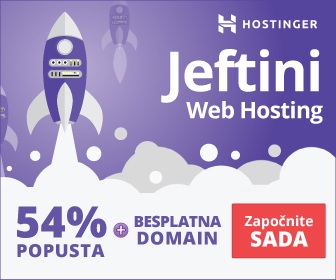 HOSTINGER
Jeftini
Web Hosting
54%
POPUSTA
+
BESPLATNA
DOMAIN
Započnite
SADA